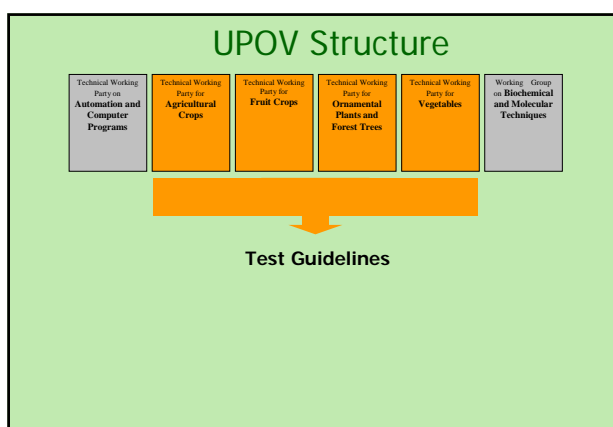 UPOV Structure
Technical Working
Party on
Automation and
Computer
Programs
Technical Working
Party for
Agricultural
Crops
Technical Working
Party for
Fruit Crops
Technical Working
Party for
Ornamental
Plants and
Forest Trees
Technical Working
Party for
Vegetables
Working Group
on Biochemical
and Molecular
Techniques
Test Guidelines